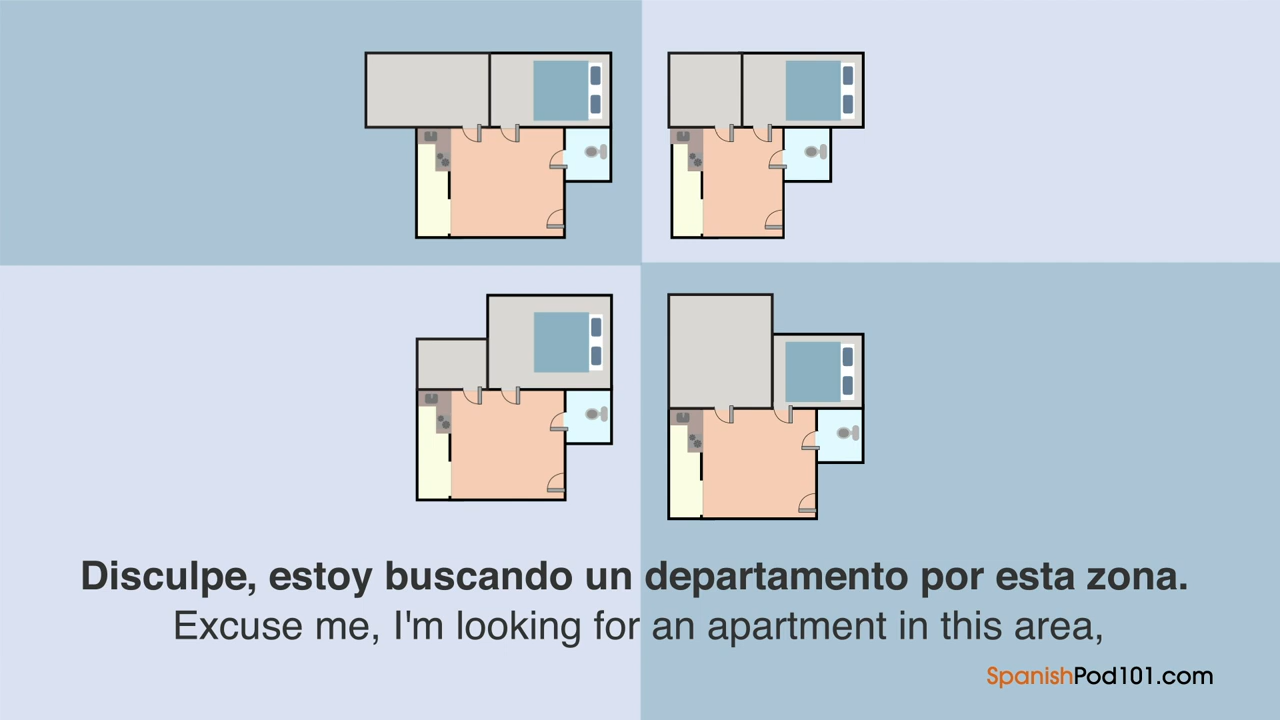 Disculpe, estoy buscando un departamento por esta zona.
Excuse me, I'm looking for an apartment in this area,
SpanishPod101.com